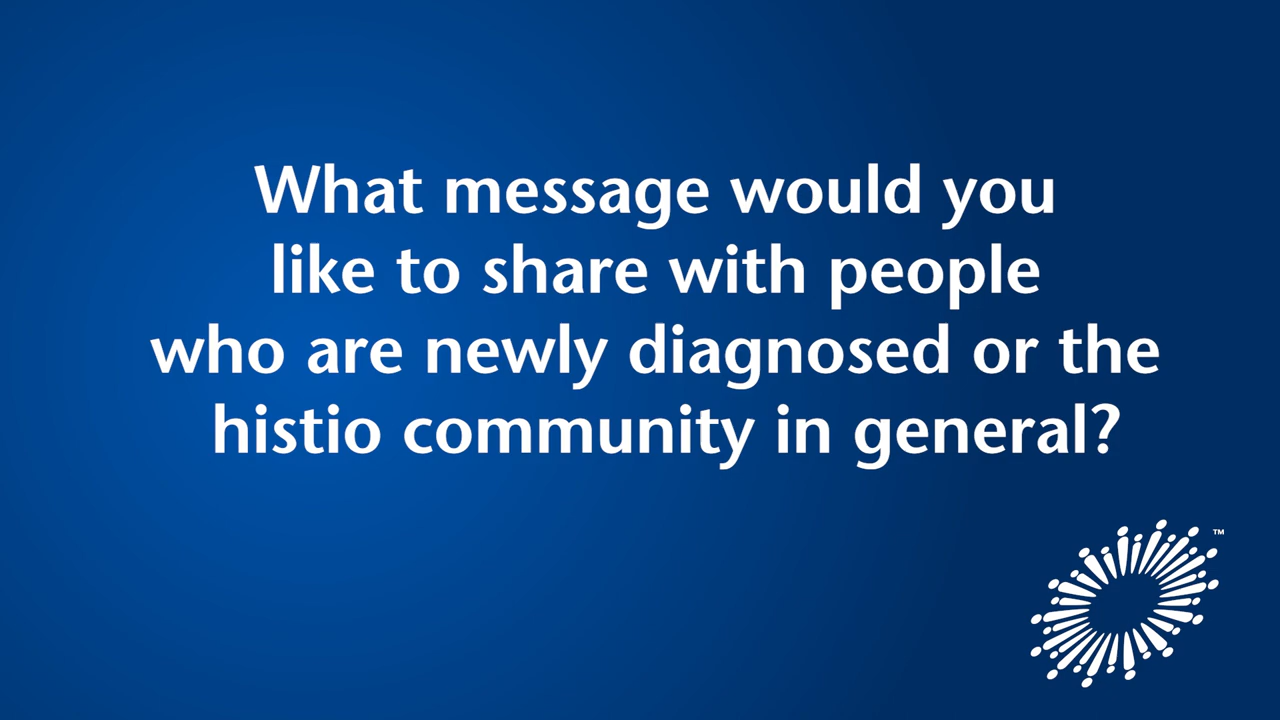 What message would you
like to share with people
who are newly diagnosed or the
histio community in general?
™